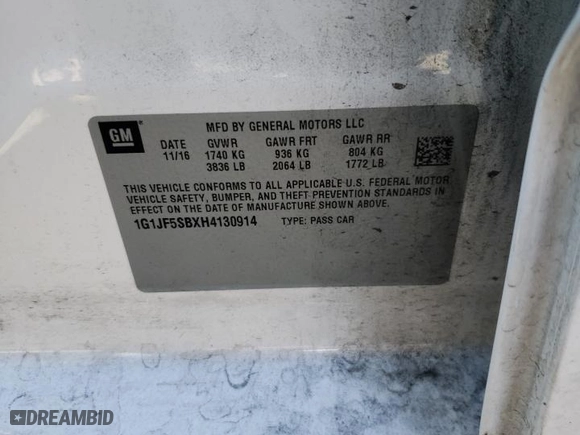 GM
MFD BY GENERAL MOTORS LLC
DATE GVWR GAWR FRT GAWR RR
11/16 1740 KG 936 KG 804 KG
3836 LB 2064 LB 1772 LB
THIS VEHICLE CONFORMS TO ALL APPLICABLE U.S. FEDERAL MOTOR
VEHICLE SAFETY, BUMPER, AND THEFT PREVENTION STANDARDS IN
EFFECT ON THE DATE OF MANUFACTURE SHOWN ABOVE.
1G1JF5SBXH4130914 TYPE: PASS CAR
DREAMBID